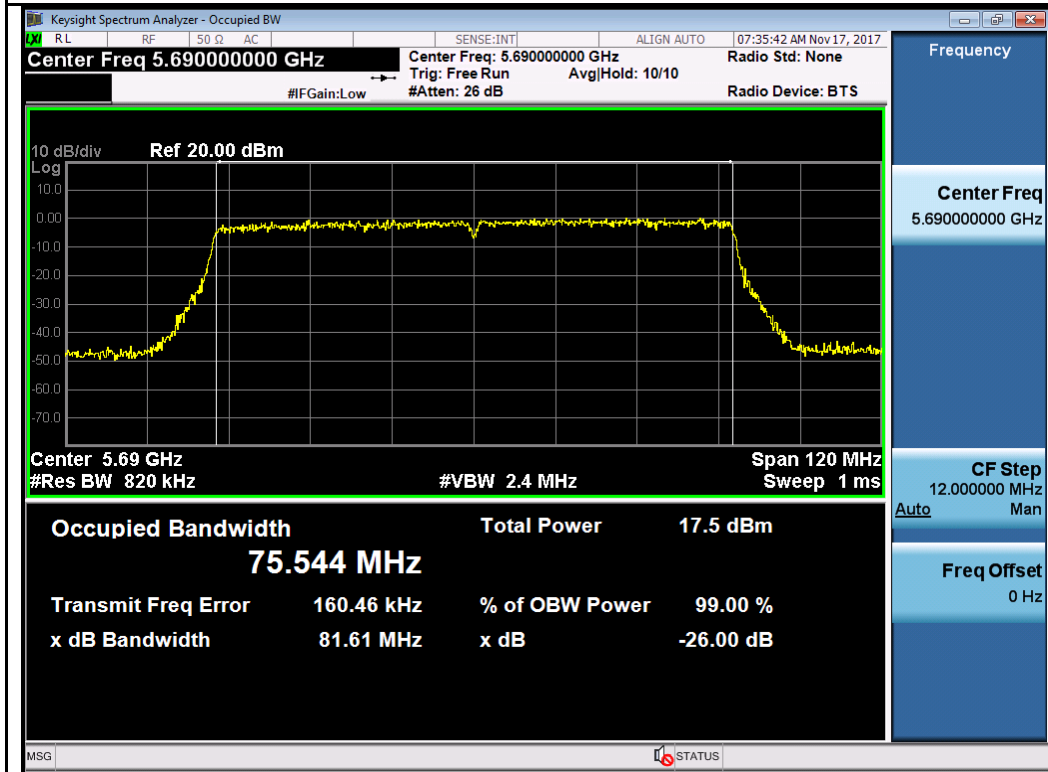 Keysight Spectrum Analyzer - Occupied BW
LXI RL RF 50 Ω AC SENSE:INT ALIGN AUTO 07:35:42 AM Nov 17, 2017
Center Freq 5.690000000 GHz
Center Freq: 5.690000000 GHz Radio Std: None
Trig: Free Run Avg|Hold: 10/10
#IFGain:Low #Atten: 26 dB Radio Device: BTS
10 dB/div Ref 20.00 dBm
Log
10.0
0.00
-10.0
-20.0
-30.0
-40.0
-50.0
-60.0
-70.0
Center 5.69 GHz Span 120 MHz
#Res BW 820 kHz #VBW 2.4 MHz Sweep 1 ms
Occupied Bandwidth Total Power 17.5 dBm
75.544 MHz
Transmit Freq Error 160.46 kHz % of OBW Power 99.00 %
x dB Bandwidth 81.61 MHz x dB -26.00 dB
Frequency
Center Freq
5.690000000 GHz
CF Step
12.000000 MHz
Auto Man
Freq Offset
0 Hz
MSG STATUS